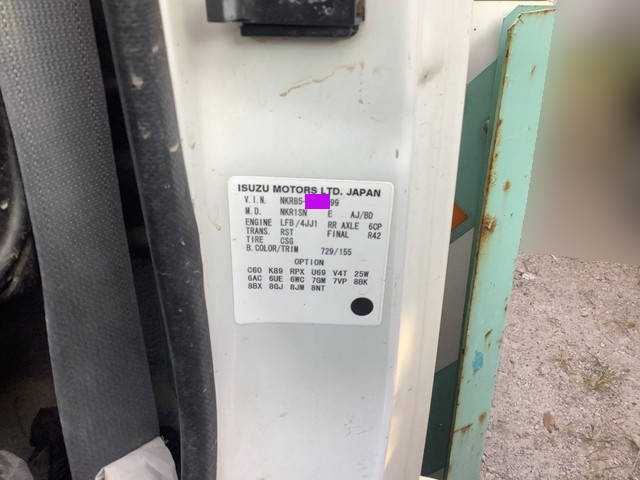 ISUZU MOTORS LTD. JAPAN
V.I.N. NKR85- 99
M.D. NKR1SN E AJ/BD
ENGINE LFB/4JJ1 RR AXLE 6CP
TRANS. RST FINAL R42
TIRE CSG
B.COLOR/TRIM 729/155
OPTION
C60 K89 RPX U69 V4T 25W
6AC 6UE 6WC 7GM 7VP 8BK
8BX 8GJ 8JM 8NT